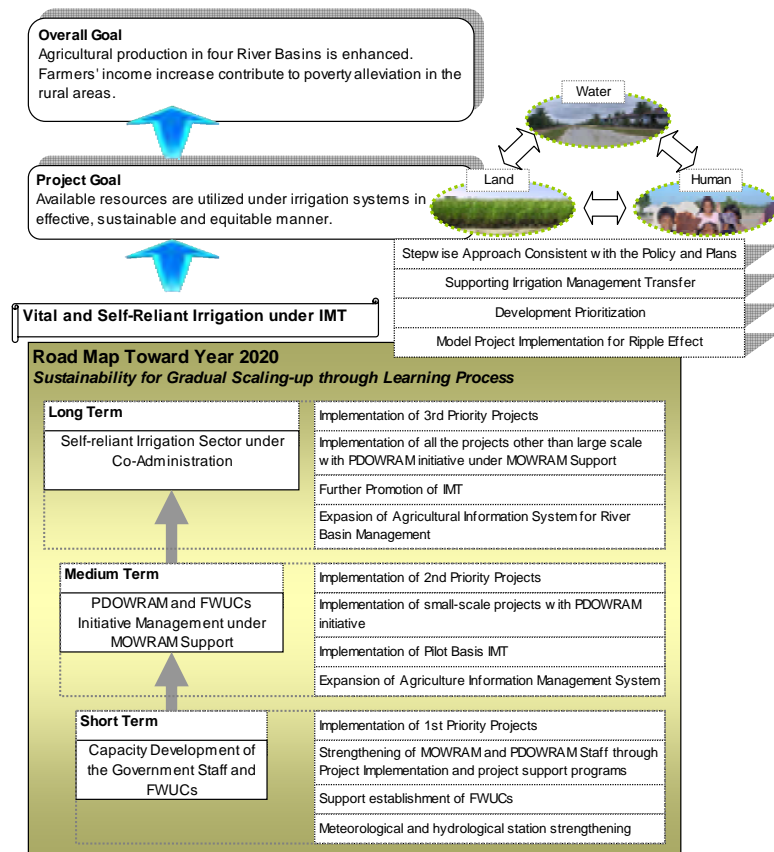 Overall Goal
Agricultural production in four River Basins is enhanced.
Farmers' income increase contribute to poverty alleviation in the
rural areas.
Water
Land
Human
Project Goal
Available resources are utilized under irrigation systems in
effective, sustainable and equitable manner.
Stepwise Approach Consistent with the Policy and Plans
Supporting Irrigation Management Transfer
Development Prioritization
Model Project Implementation for Ripple Effect
Vital and Self-Reliant Irrigation under IMT
Road Map Toward Year 2020
Sustainability for Gradual Scaling-up through Learning Process
Long Term
Self-reliant Irrigation Sector under
Co-Administration
Implementation of 3rd Priority Projects
Implementation of all the projects other than large scale
with PDOWRAM initiative under MOWRAM Support
Further Promotion of IMT
Expasion of Agricultural Information System for River
Basin Management
Medium Term
PDOWRAM and FWUCs
Initiative Management under
MOWRAM Support
Implementation of 2nd Priority Projects
Implementation of small-scale projects with PDOWRAM
initiative
Implementation of Pilot Basis IMT
Expansion of Agriculture Information Management System
Short Term
Capacity Development of
the Government Staff and
FWUCs
Implementation of 1st Priority Projects
Strengthening of MOWRAM and PDOWRAM Staff through
Project Implementation and project support programs
Support establishment of FWUCs
Meteorological and hydrological station strengthening